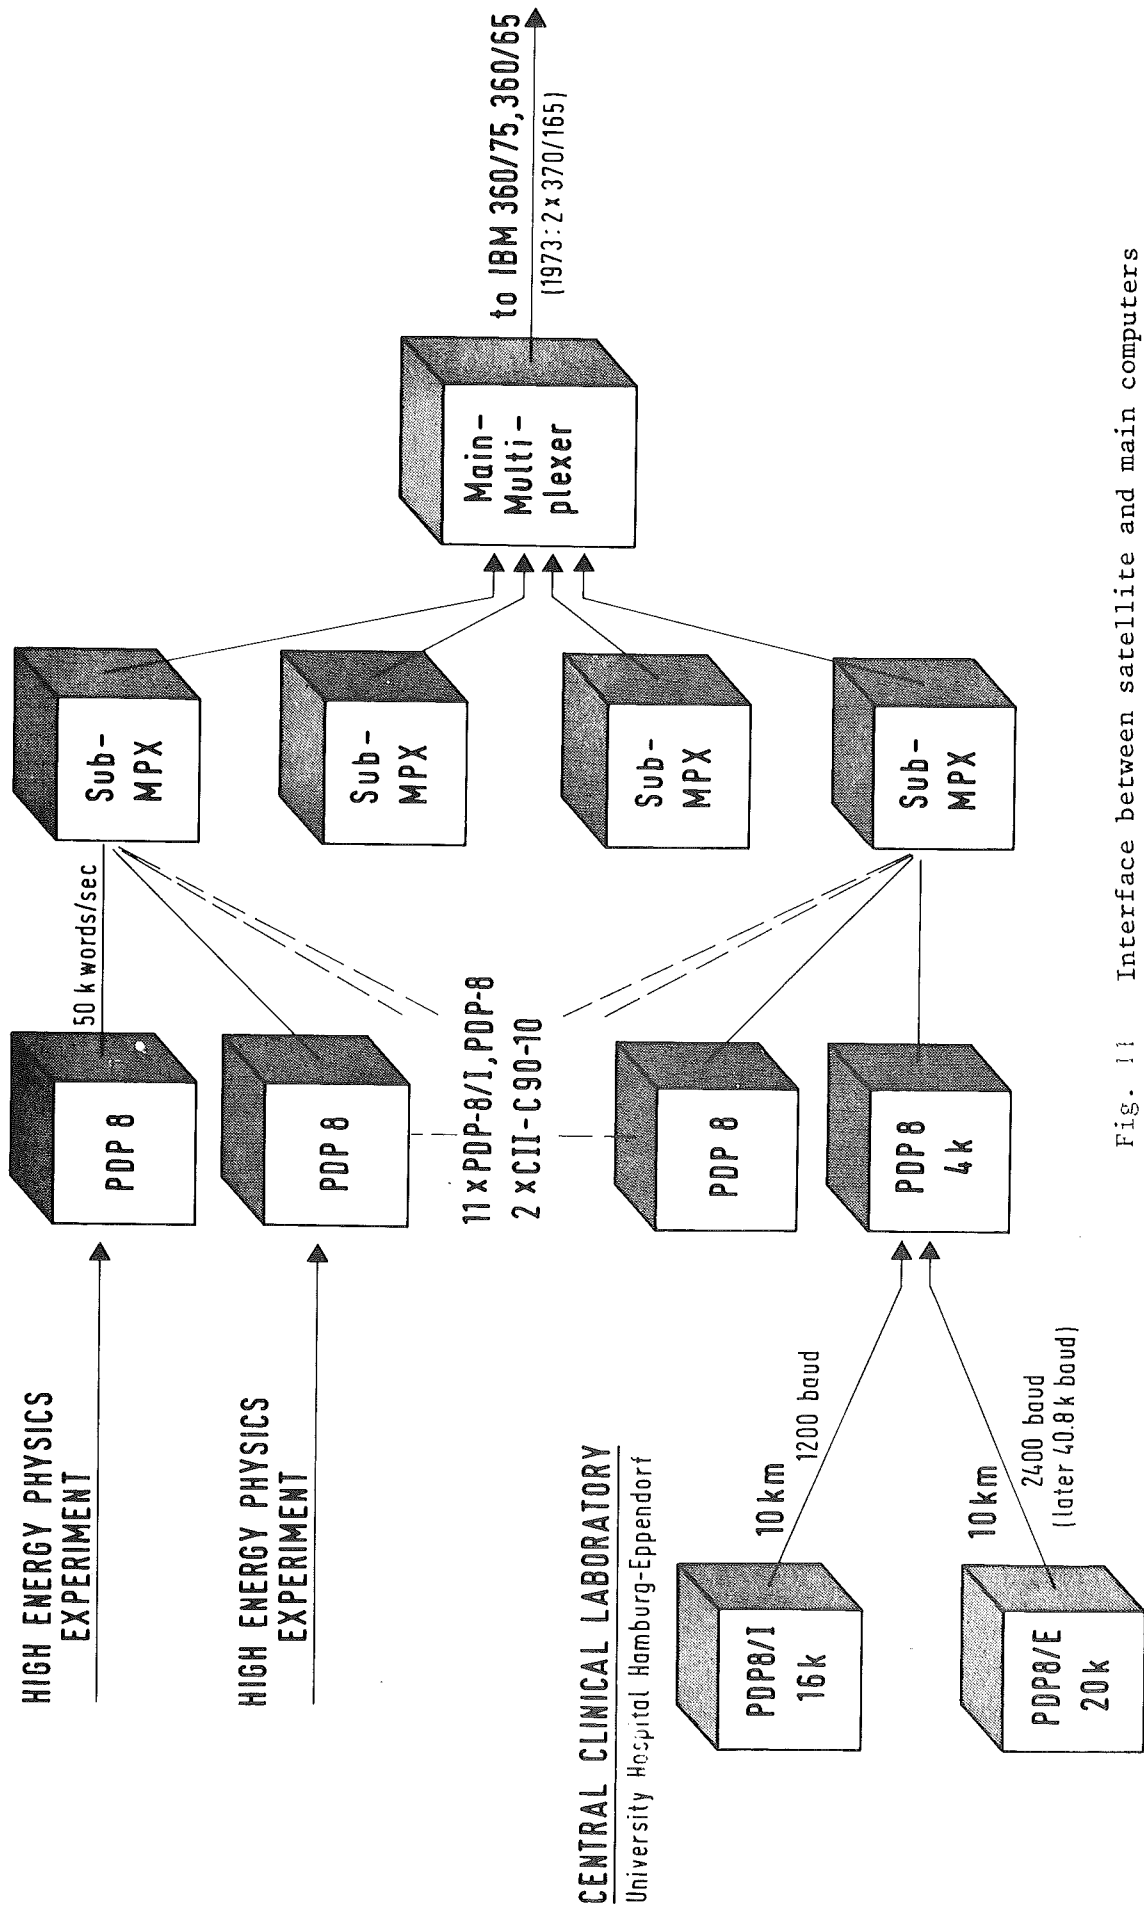 HIGH ENERGY PHYSICS
EXPERIMENT
HIGH ENERGY PHYSICS
EXPERIMENT
CENTRAL CLINICAL LABORATORY
University Hospital Hamburg-Eppendorf
PDP8/I
16k
10km
1200 baud
PDP8/E
20k
10km
2400 baud
(later 40.8k baud)
PDP 8
50 kwords/sec
PDP 8
11 x PDP-8/I, PDP-8
2 x CII-C90-10
PDP 8
PDP 8
4k
Sub-
MPX
Sub-
MPX
Sub-
MPX
Sub-
MPX
Main-
Multi-
plexer
to IBM 360/75, 360/65
(1973: 2 x 370/165)
Fig. 11 Interface between satellite and main computers